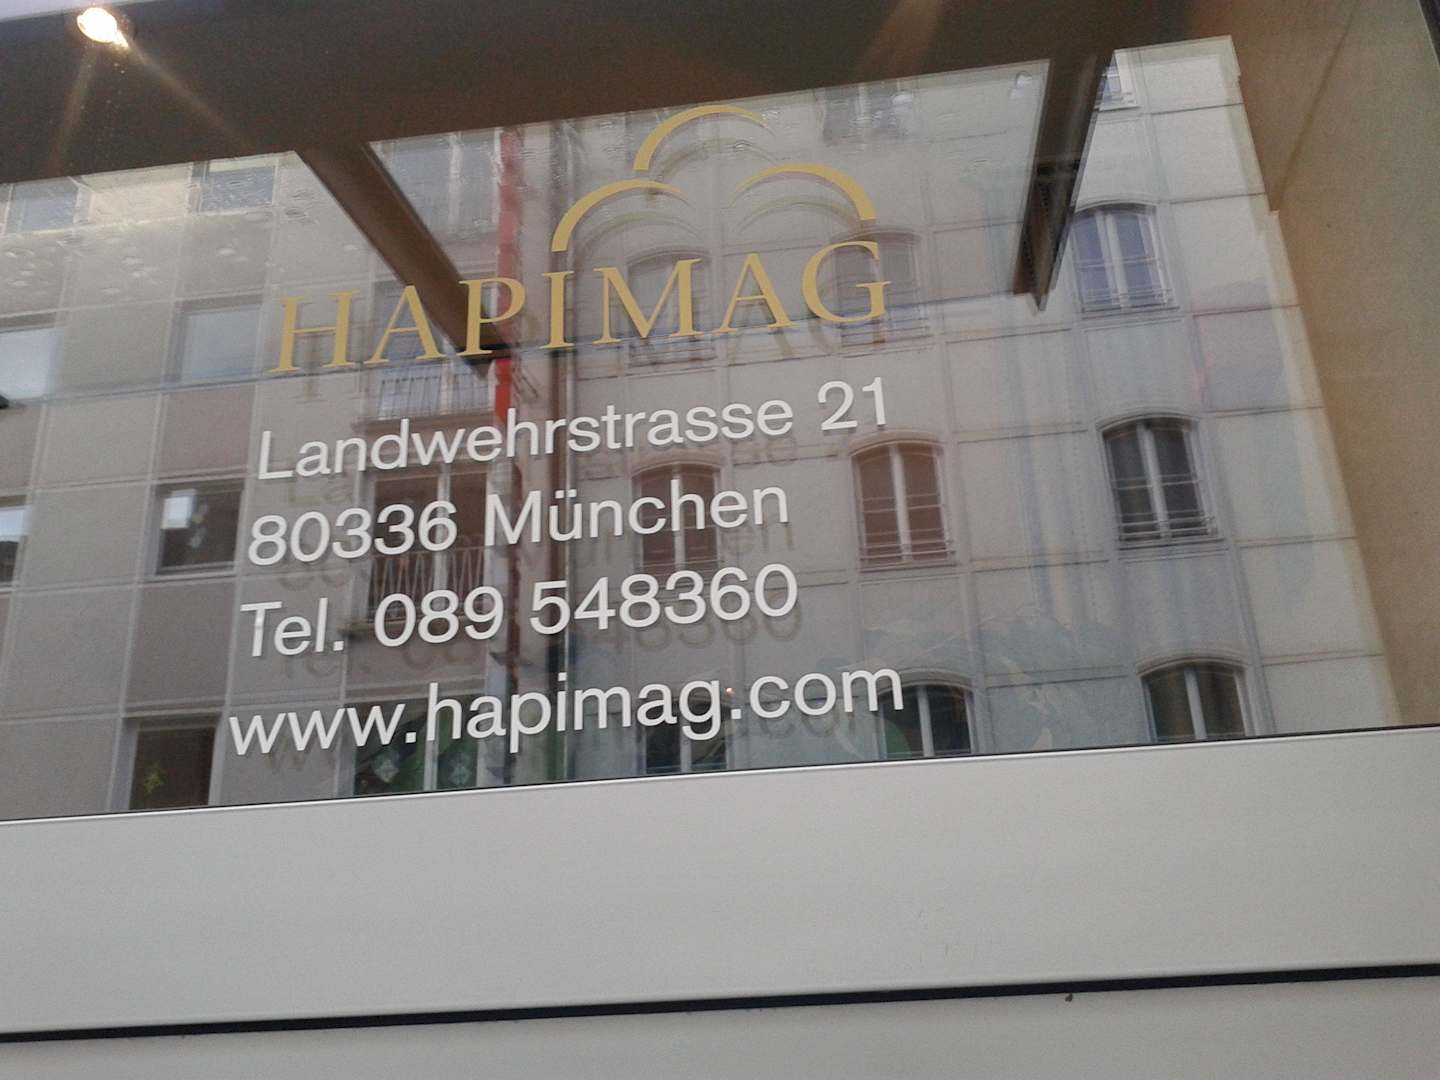 HAPIMAG
Landwehrstrasse 21
80336 München
Tel. 089 548360
www.hapimag.com